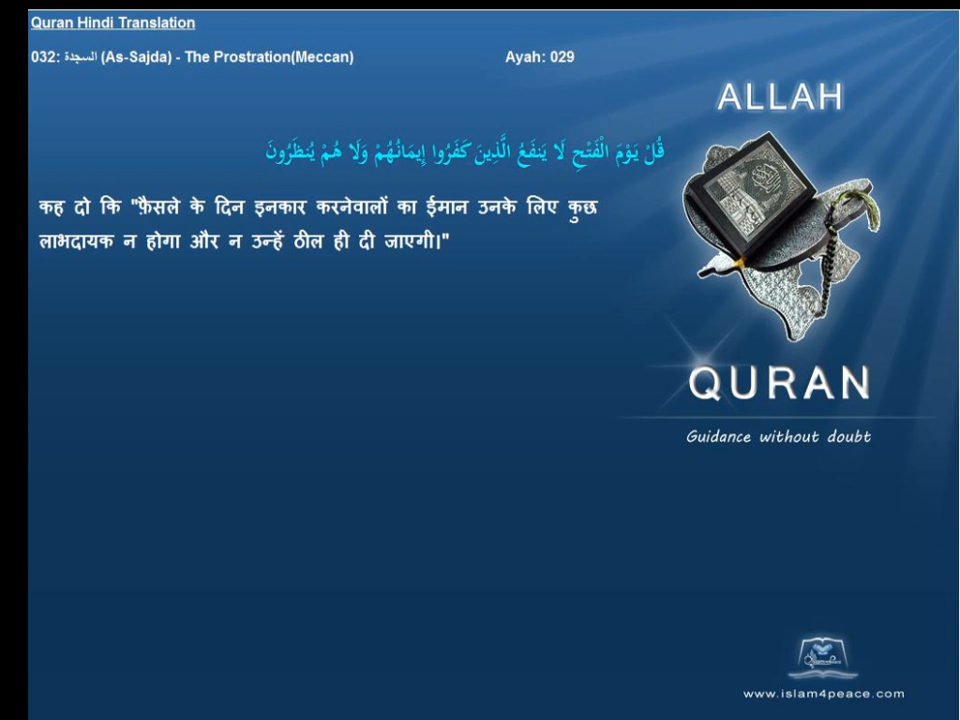 Quran Hindi Translation
032: السجدة (As-Sajda) - The Prostration(Meccan) Ayah: 029
ALLAH
قُلْ يَوْمَ الْفَتْحِ لَا يَنفَعُ الَّذِينَ كَفَرُوا إِيمَانُهُمْ وَلَا هُمْ يُنظَرُونَ
कह दो कि "फ़ैसले के दिन इनकार करनेवालों का ईमान उनके लिए कुछ
लाभदायक न होगा और न उन्हें ठील ही दी जाएगी।"
QURAN
Guidance without doubt
www.islam4peace.com